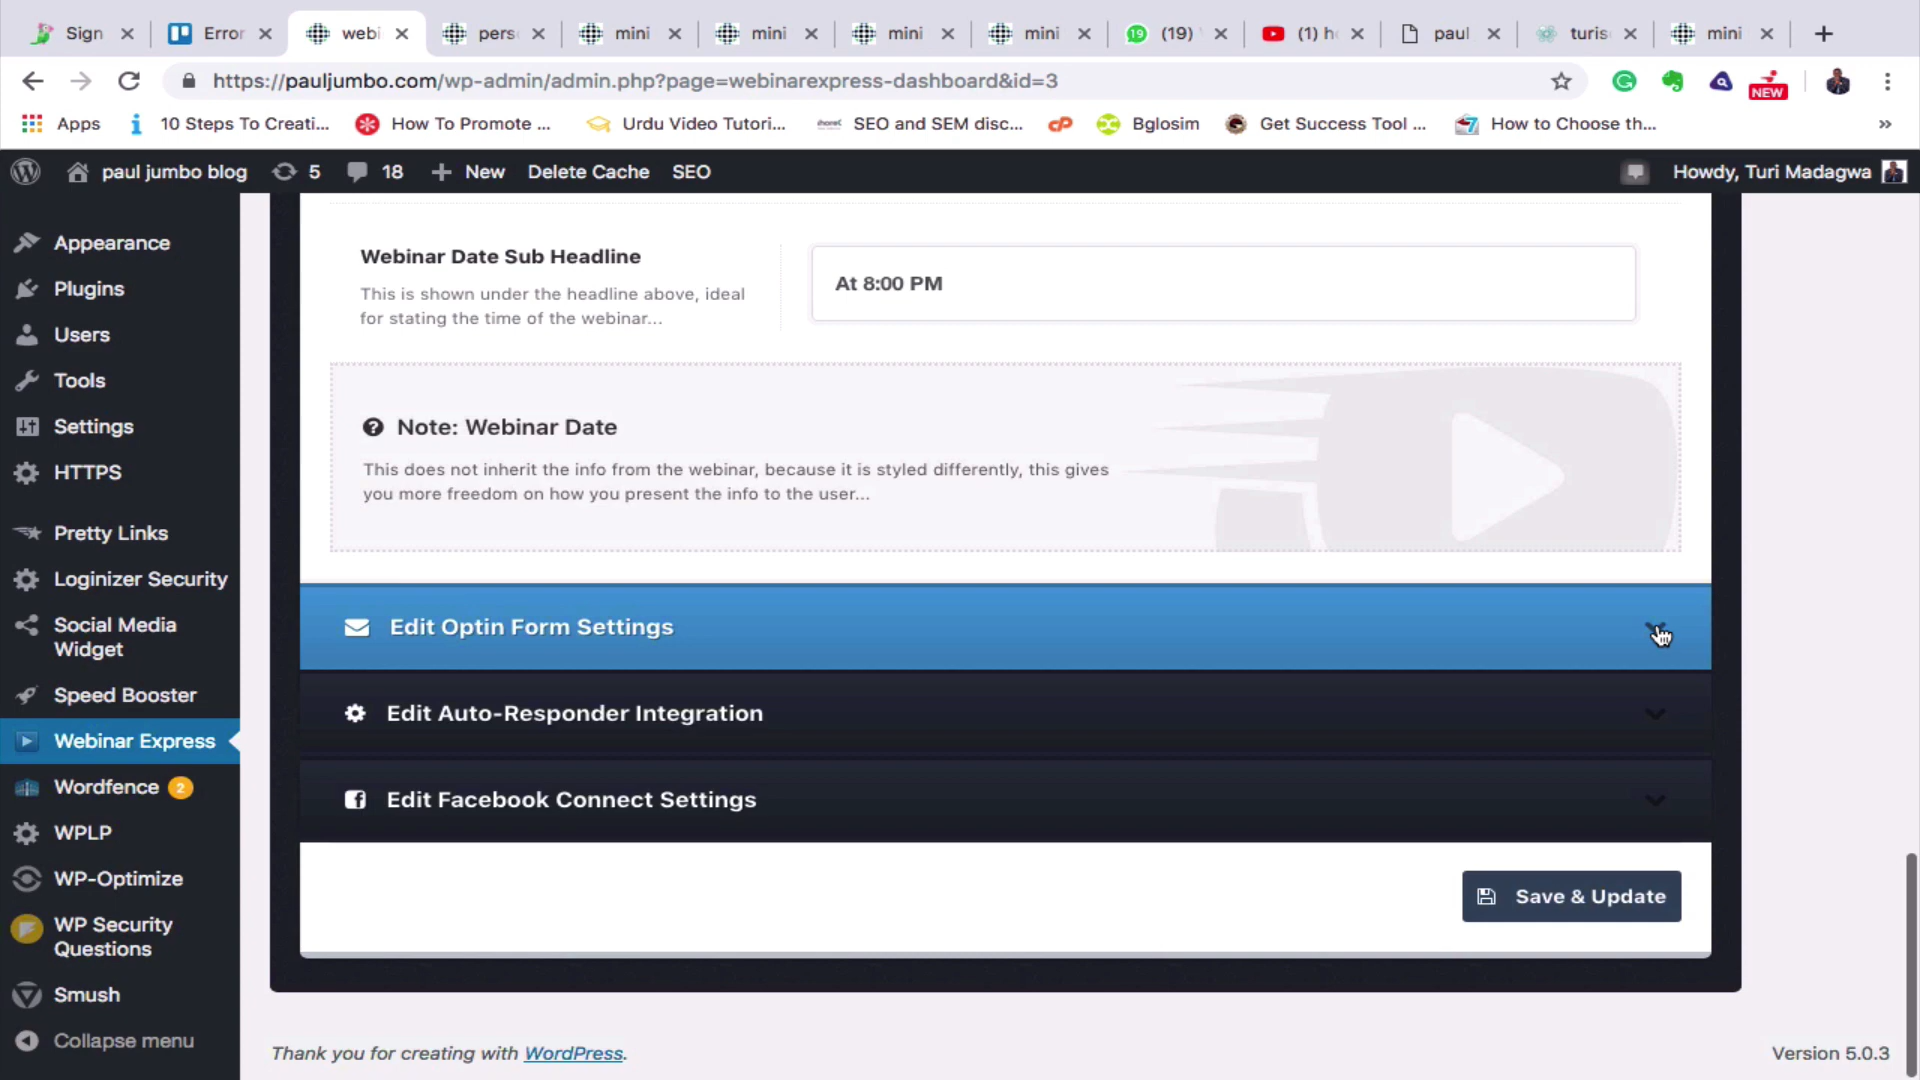 Sign
Error
webi
pers
mini
mini
mini
mini
(19)
(1) h
paul
turis
mini
https://pauljumbo.com/wp-admin/admin.php?page=webinarexpress-dashboard&id=3
NEW
Apps
10 Steps To Creati...
How To Promote ...
Urdu Video Tutori...
SEO and SEM disc...
Bglosim
Get Success Tool ...
How to Choose th...
»
paul jumbo blog
5
18
New
Delete Cache
SEO
Howdy, Turi Madagwa
Appearance
Plugins
Users
Tools
Settings
HTTPS
Pretty Links
Loginizer Security
Social Media
Widget
Speed Booster
Webinar Express
Wordfence 2
WPLP
WP-Optimize
WP Security
Questions
Smush
Collapse menu
Webinar Date Sub Headline
This is shown under the headline above, ideal
for stating the time of the webinar...
At 8:00 PM
Note: Webinar Date
This does not inherit the info from the webinar, because it is styled differently, this gives
you more freedom on how you present the info to the user...
Edit Optin Form Settings
Edit Auto-Responder Integration
Edit Facebook Connect Settings
Save & Update
Thank you for creating with WordPress.
Version 5.0.3